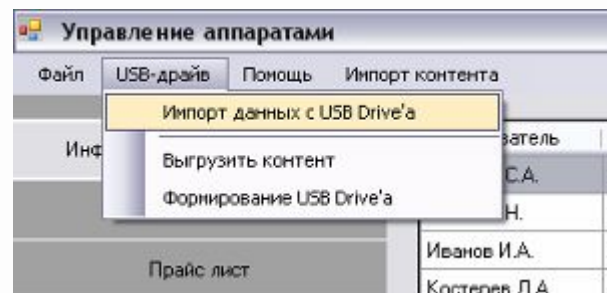 Управление аппаратами
Файл USB-драйв Помощь Импорт контента
Импорт данных с USB Drive'а
Выгрузить контент
Формирование USB Drive'а
Прайс лист
С.А.
Н.
Иванов И.А.
Костерев Л.А.